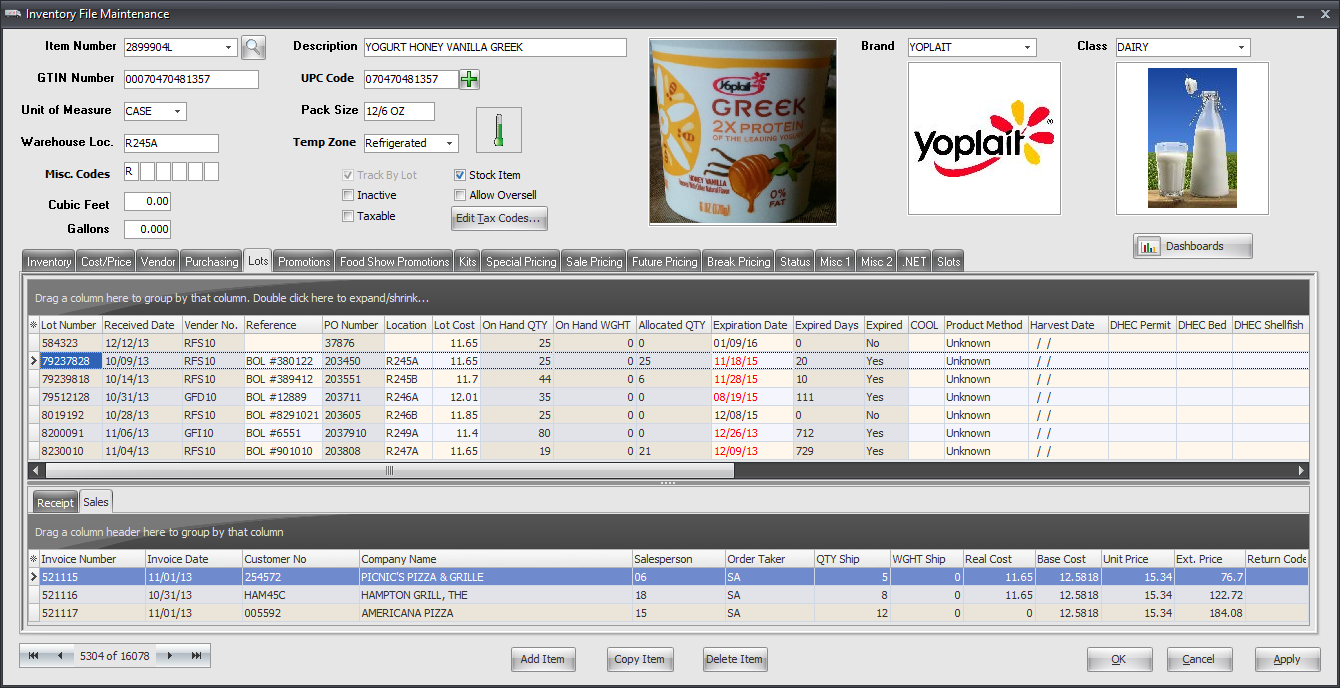 Inventory File Maintenance
Item Number 2899904L Description YOGURT HONEY VANILLA GREEK Brand YOPLAIT Class DAIRY
GTIN Number 00070470481357 UPC Code 070470481357
Unit of Measure CASE Pack Size 12/6 OZ
Warehouse Loc. R245A Temp Zone Refrigerated
Misc. Codes R Track By Lot Stock Item
Cubic Feet 0.00 Inactive Allow Oversell
Gallons 0.000 Taxable Edit Tax Codes...
Yoplait
GREEK
2X PROTEIN
OF THE LEADING YOGURT
HONEY VANILLA
0%
FAT
6 OZ (170g)
Yoplait®
Dashboards
Inventory Cost/Price Vendor Purchasing Lots Promotions Food Show Promotions Kits Special Pricing Sale Pricing Future Pricing Break Pricing Status Misc 1 Misc 2 .NET Slots
Drag a column here to group by that column. Double click here to expand/shrink...
Lot Number Received Date Vender No. Reference PO Number Location Lot Cost On Hand QTY On Hand WGHT Allocated QTY Expiration Date Expired Days Expired COOL Product Method Harvest Date DHEC Permit DHEC Bed DHEC Shellfish
584323 12/12/13 RFS10 37876 11.65 25 0 0 01/09/16 0 No Unknown / /
79237828 10/09/13 RFS10 BOL #380122 203450 R245A 11.65 25 0 25 11/18/15 20 Yes Unknown / /
79239818 10/14/13 RFS10 BOL #389412 203551 R245B 11.7 44 0 6 11/28/15 10 Yes Unknown / /
79512128 10/31/13 GFD10 BOL #12889 203711 R246A 12.01 35 0 0 08/19/15 111 Yes Unknown / /
8019192 10/28/13 RFS10 BOL #8291021 203605 R246B 11.85 25 0 0 12/08/15 0 No Unknown / /
8200091 11/06/13 GFI10 BOL #6551 2037910 R249A 11.4 80 0 0 12/26/13 712 Yes Unknown / /
8230010 11/04/13 RFS10 BOL #901010 203808 R247A 11.65 19 0 21 12/09/13 729 Yes Unknown / /
Receipt Sales
Drag a column header here to group by that column
Invoice Number Invoice Date Customer No Company Name Salesperson Order Taker QTY Ship WGHT Ship Real Cost Base Cost Unit Price Ext. Price Return Code
521115 11/01/13 254572 PICNIC'S PIZZA & GRILLE 06 SA 5 0 11.65 12.5818 15.34 76.7
521116 10/31/13 HAM45C HAMPTON GRILL, THE 18 SA 8 0 11.65 12.5818 15.34 122.72
521117 11/01/13 005592 AMERICANA PIZZA 15 SA 12 0 0 12.5818 15.34 184.08
5304 of 16078 Add Item Copy Item Delete Item OK Cancel Apply